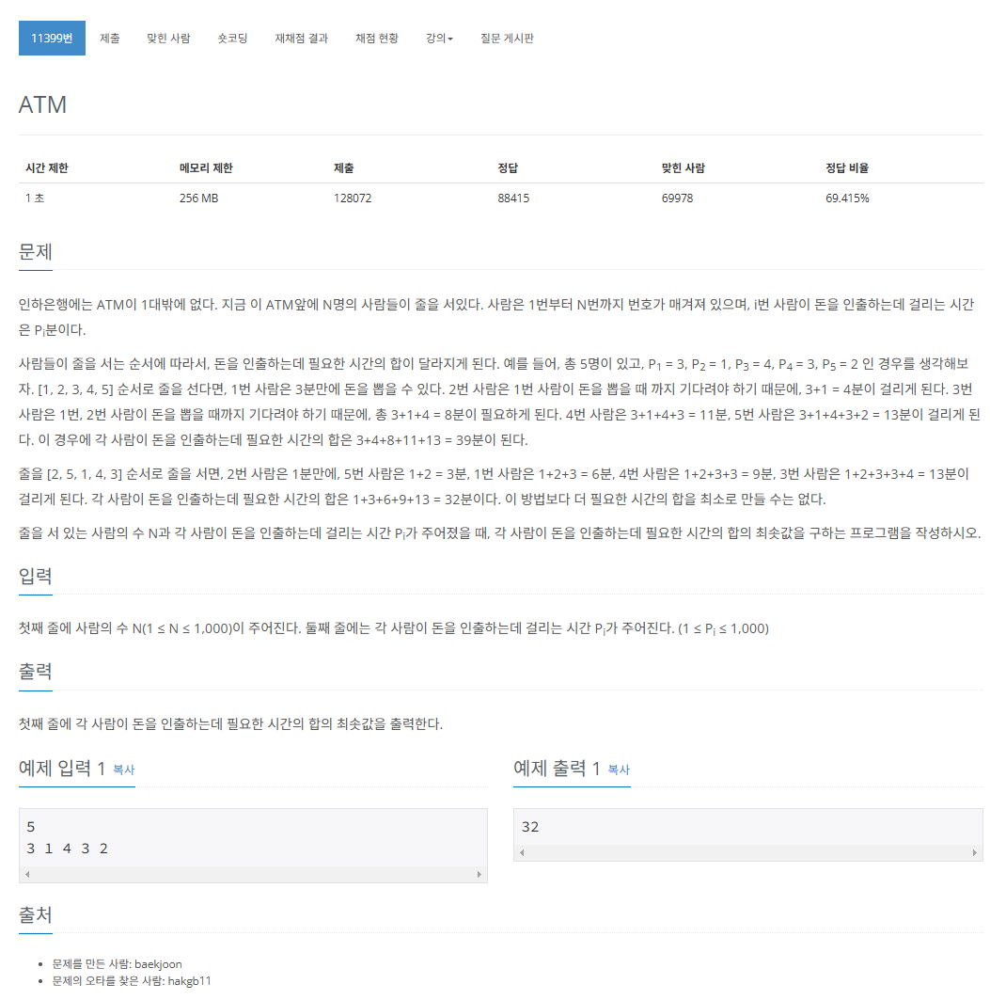 11399번 제출 맞힌 사람 숏코딩 재채점 결과 채점 현황 강의 질문 게시판
ATM
시간 제한 메모리 제한 제출 정답 맞힌 사람 정답 비율
1 초 256 MB 128072 88415 69978 69.415%
문제
인하은행에는 ATM이 1대밖에 없다. 지금 이 ATM앞에 N명의 사람들이 줄을 서있다. 사람은 1번부터 N번까지 번호가 매겨져 있으며, i번 사람이 돈을 인출하는데 걸리는 시간
은 Pi분이다.
사람들이 줄을 서는 순서에 따라서, 돈을 인출하는데 필요한 시간의 합이 달라지게 된다. 예를 들어, 총 5명이 있고, P1 = 3, P2 = 1, P3 = 4, P4 = 3, P5 = 2 인 경우를 생각해보
자. [1, 2, 3, 4, 5] 순서로 줄을 선다면, 1번 사람은 3분만에 돈을 뽑을 수 있다. 2번 사람은 1번 사람이 돈을 뽑을 때 까지 기다려야 하기 때문에, 3+1 = 4분이 걸리게 된다. 3번
사람은 1번, 2번 사람이 돈을 뽑을 때까지 기다려야 하기 때문에, 총 3+1+4 = 8분이 필요하게 된다. 4번 사람은 3+1+4+3 = 11분, 5번 사람은 3+1+4+3+2 = 13분이 걸리게 된
다. 이 경우에 각 사람이 돈을 인출하는데 필요한 시간의 합은 3+4+8+11+13 = 39분이 된다.
줄을 [2, 5, 1, 4, 3] 순서로 줄을 서면, 2번 사람은 1분만에, 5번 사람은 1+2 = 3분, 1번 사람은 1+2+3 = 6분, 4번 사람은 1+2+3+3 = 9분, 3번 사람은 1+2+3+3+4 = 13분이
걸리게 된다. 각 사람이 돈을 인출하는데 필요한 시간의 합은 1+3+6+9+13 = 32분이다. 이 방법보다 더 필요한 시간의 합을 최소로 만들 수는 없다.
줄을 서 있는 사람의 수 N과 각 사람이 돈을 인출하는데 걸리는 시간 Pi가 주어졌을 때, 각 사람이 돈을 인출하는데 필요한 시간의 합의 최솟값을 구하는 프로그램을 작성하시오.
입력
첫째 줄에 사람의 수 N(1 ≤ N ≤ 1,000)이 주어진다. 둘째 줄에는 각 사람이 돈을 인출하는데 걸리는 시간 Pi가 주어진다. (1 ≤ Pi ≤ 1,000)
출력
첫째 줄에 각 사람이 돈을 인출하는데 필요한 시간의 합의 최솟값을 출력한다.
예제 입력 1 복사
5
3 1 4 3 2
예제 출력 1 복사
32
출처
문제를 만든 사람: baekjoon
문제의 오타를 찾은 사람: hakgb11